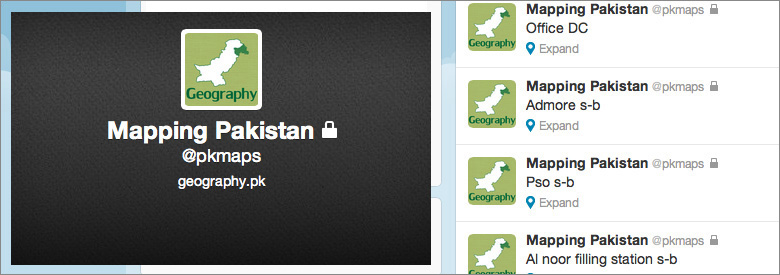 Geography
Mapping Pakistan
@pkmaps
geography.pk
Geography
Mapping Pakistan @pkmaps
Office DC
Expand
Geography
Mapping Pakistan @pkmaps
Admore s-b
Expand
Geography
Mapping Pakistan @pkmaps
Pso s-b
Expand
Geography
Mapping Pakistan @pkmaps
Al noor filling station s-b